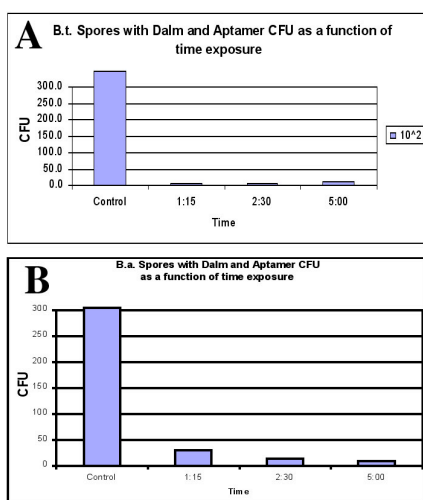 A
B.t. Spores with Dalm and Aptamer CFU as a function of
time exposure
300.0
250.0
200.0
150.0
100.0
50.0
0.0
CFU
Control 1:15 2:30 5:00
Time
10^2
B
B.a. Spores with Dalm and Aptamer CFU
as a function of time exposure
300
250
200
150
100
50
0
CFU
Control 1:15 2:30 5:00
Time